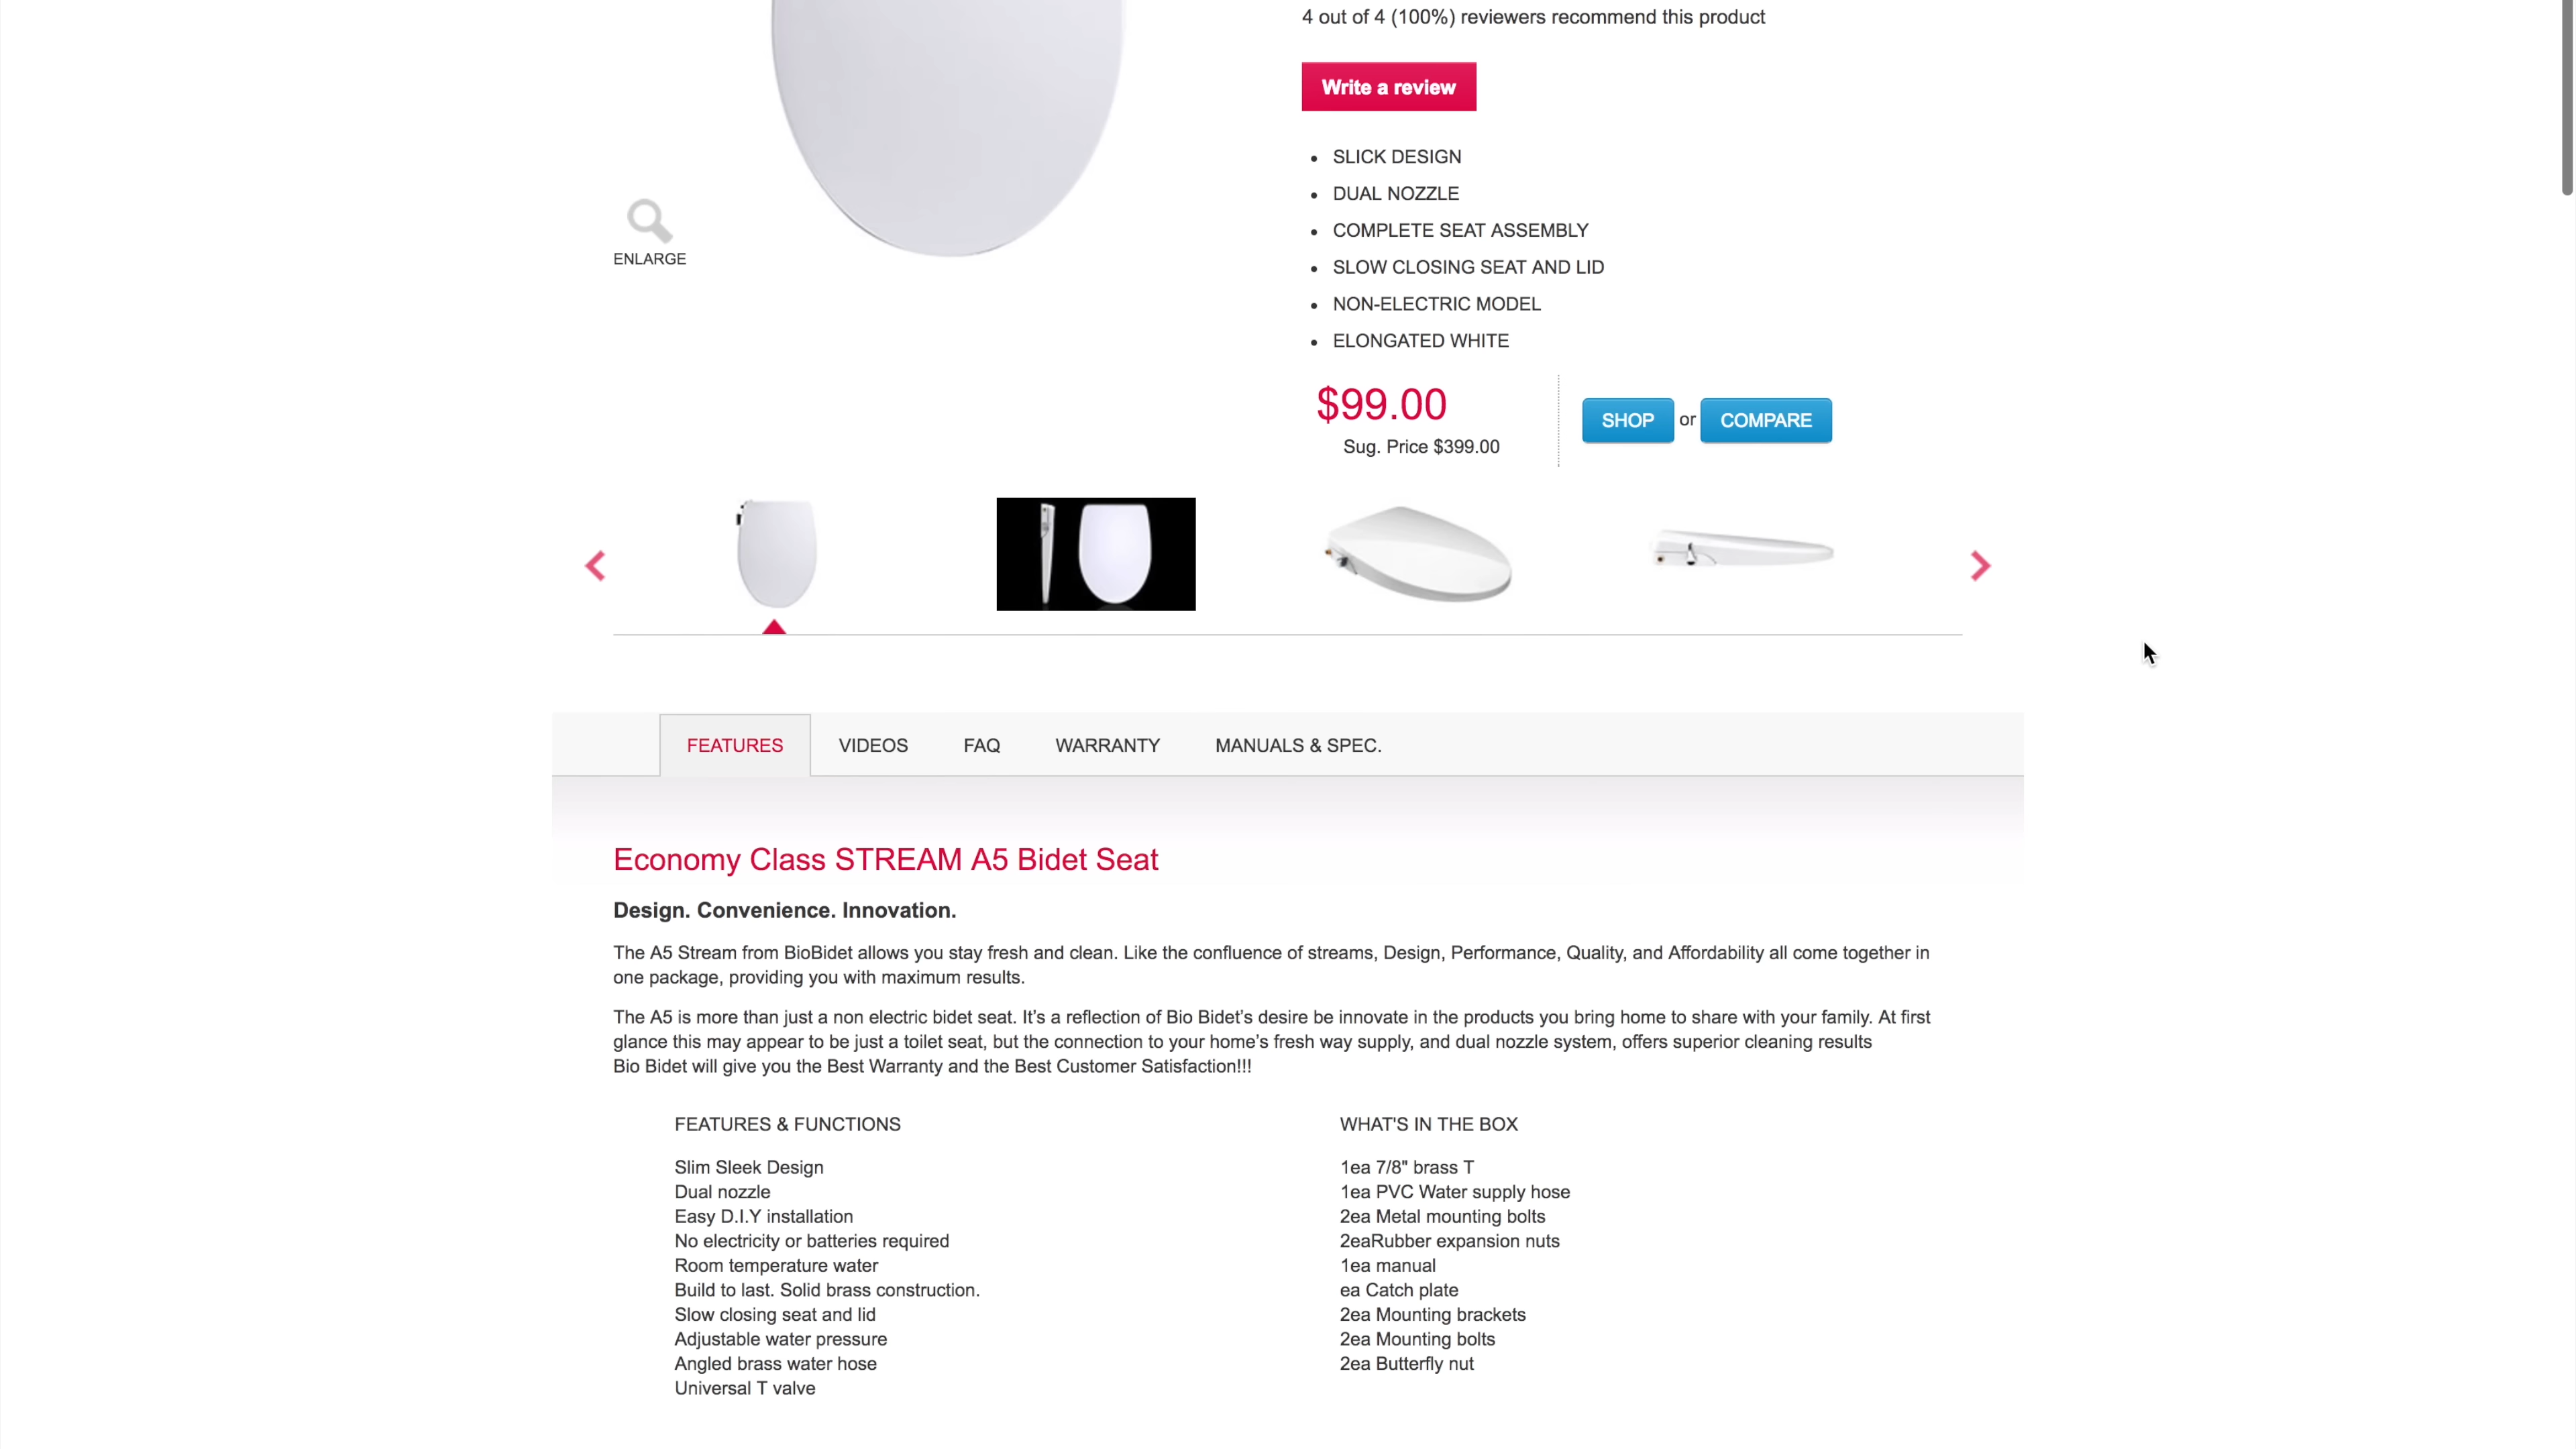 4 out of 4 (100%) reviewers recommend this product
Write a review
SLICK DESIGN
DUAL NOZZLE
COMPLETE SEAT ASSEMBLY
SLOW CLOSING SEAT AND LID
NON-ELECTRIC MODEL
ELONGATED WHITE
ENLARGE
$99.00
Sug. Price $399.00
SHOP or COMPARE
FEATURES VIDEOS FAQ WARRANTY MANUALS & SPEC.
Economy Class STREAM A5 Bidet Seat
Design. Convenience. Innovation.
The A5 Stream from BioBidet allows you stay fresh and clean. Like the confluence of streams, Design, Performance, Quality, and Affordability all come together in
one package, providing you with maximum results.
The A5 is more than just a non electric bidet seat. It's a reflection of Bio Bidet's desire be innovate in the products you bring home to share with your family. At first
glance this may appear to be just a toilet seat, but the connection to your home's fresh way supply, and dual nozzle system, offers superior cleaning results
Bio Bidet will give you the Best Warranty and the Best Customer Satisfaction!!!
FEATURES & FUNCTIONS
Slim Sleek Design
Dual nozzle
Easy D.I.Y installation
No electricity or batteries required
Room temperature water
Build to last. Solid brass construction.
Slow closing seat and lid
Adjustable water pressure
Angled brass water hose
Universal T valve
WHAT'S IN THE BOX
1ea 7/8" brass T
1ea PVC Water supply hose
2ea Metal mounting bolts
2eaRubber expansion nuts
1ea manual
ea Catch plate
2ea Mounting brackets
2ea Mounting bolts
2ea Butterfly nut